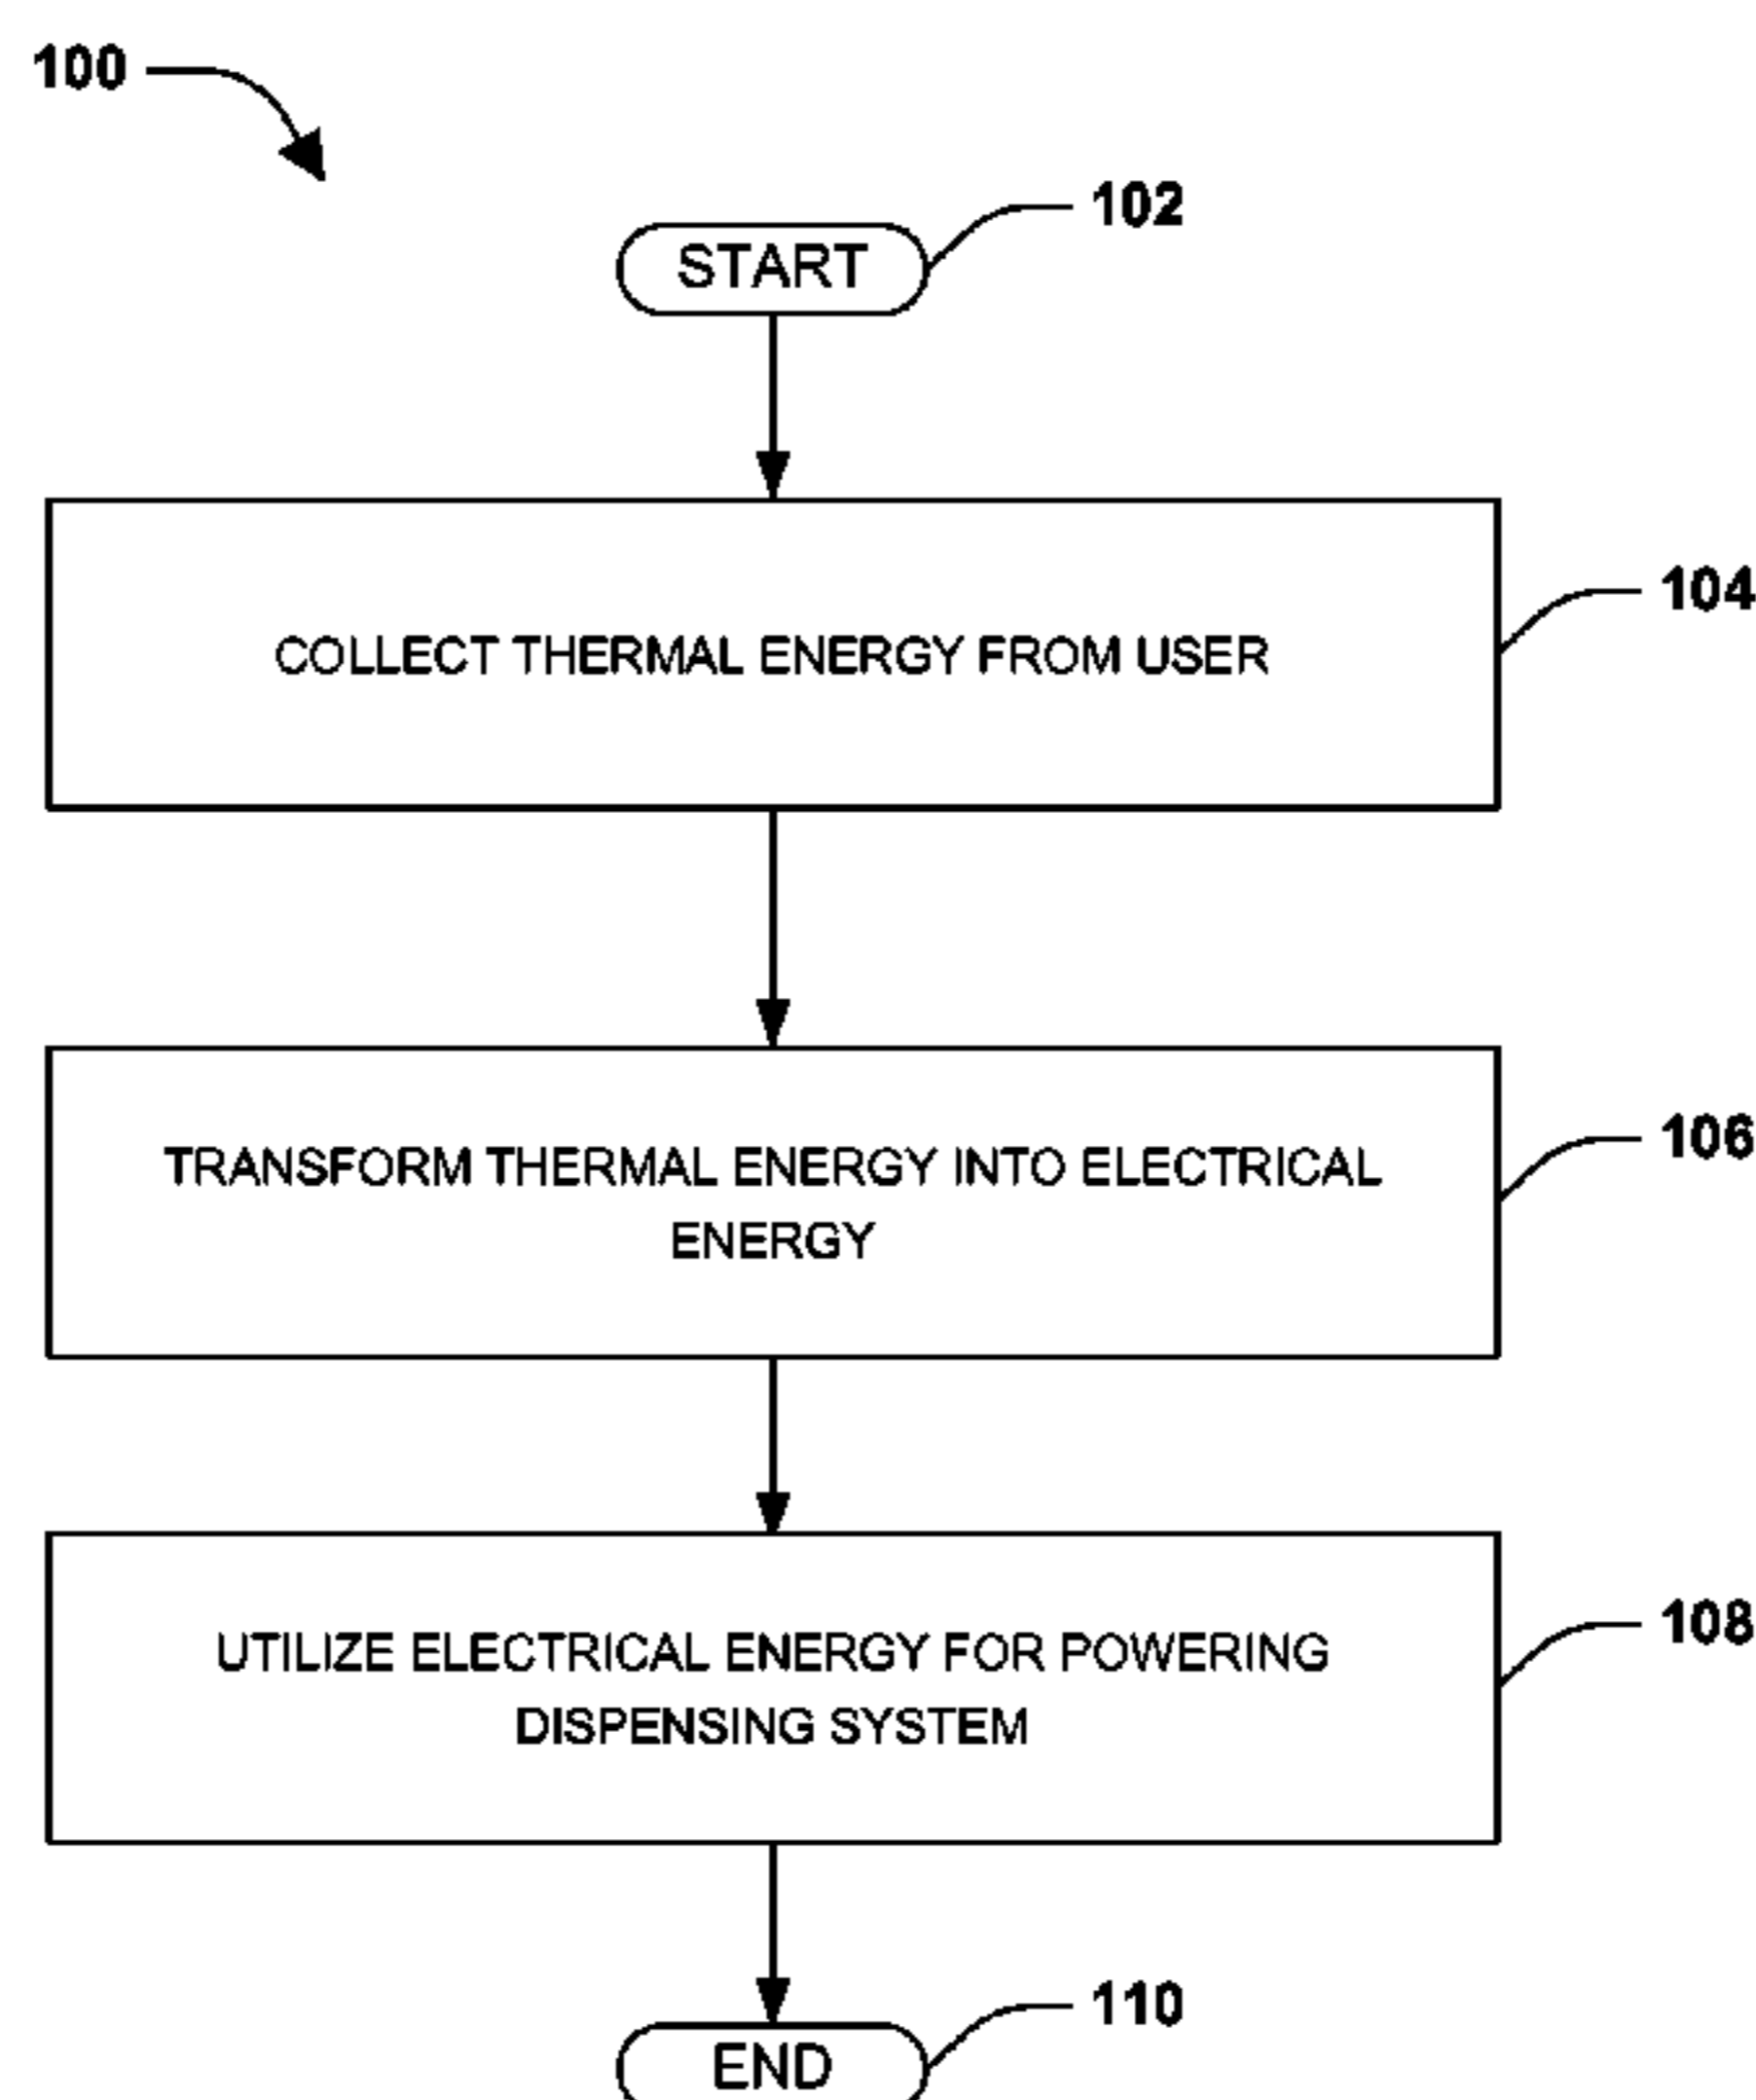 100
102
START
104
COLLECT THERMAL ENERGY FROM USER
106
TRANSFORM THERMAL ENERGY INTO ELECTRICAL
ENERGY
108
UTILIZE ELECTRICAL ENERGY FOR POWERING
DISPENSING SYSTEM
110
END